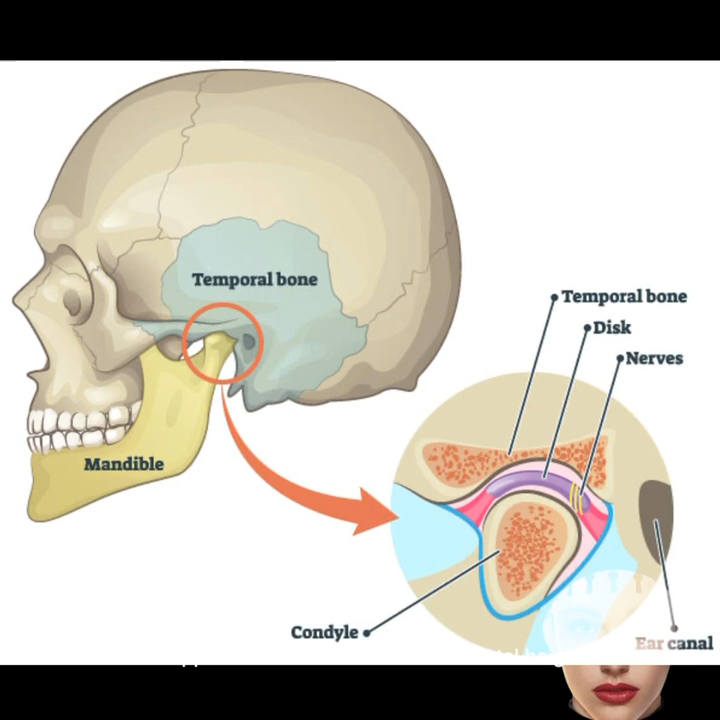 Temporal bone
Mandible
Temporal bone
Disk
Nerves
Condyle
Ear canal